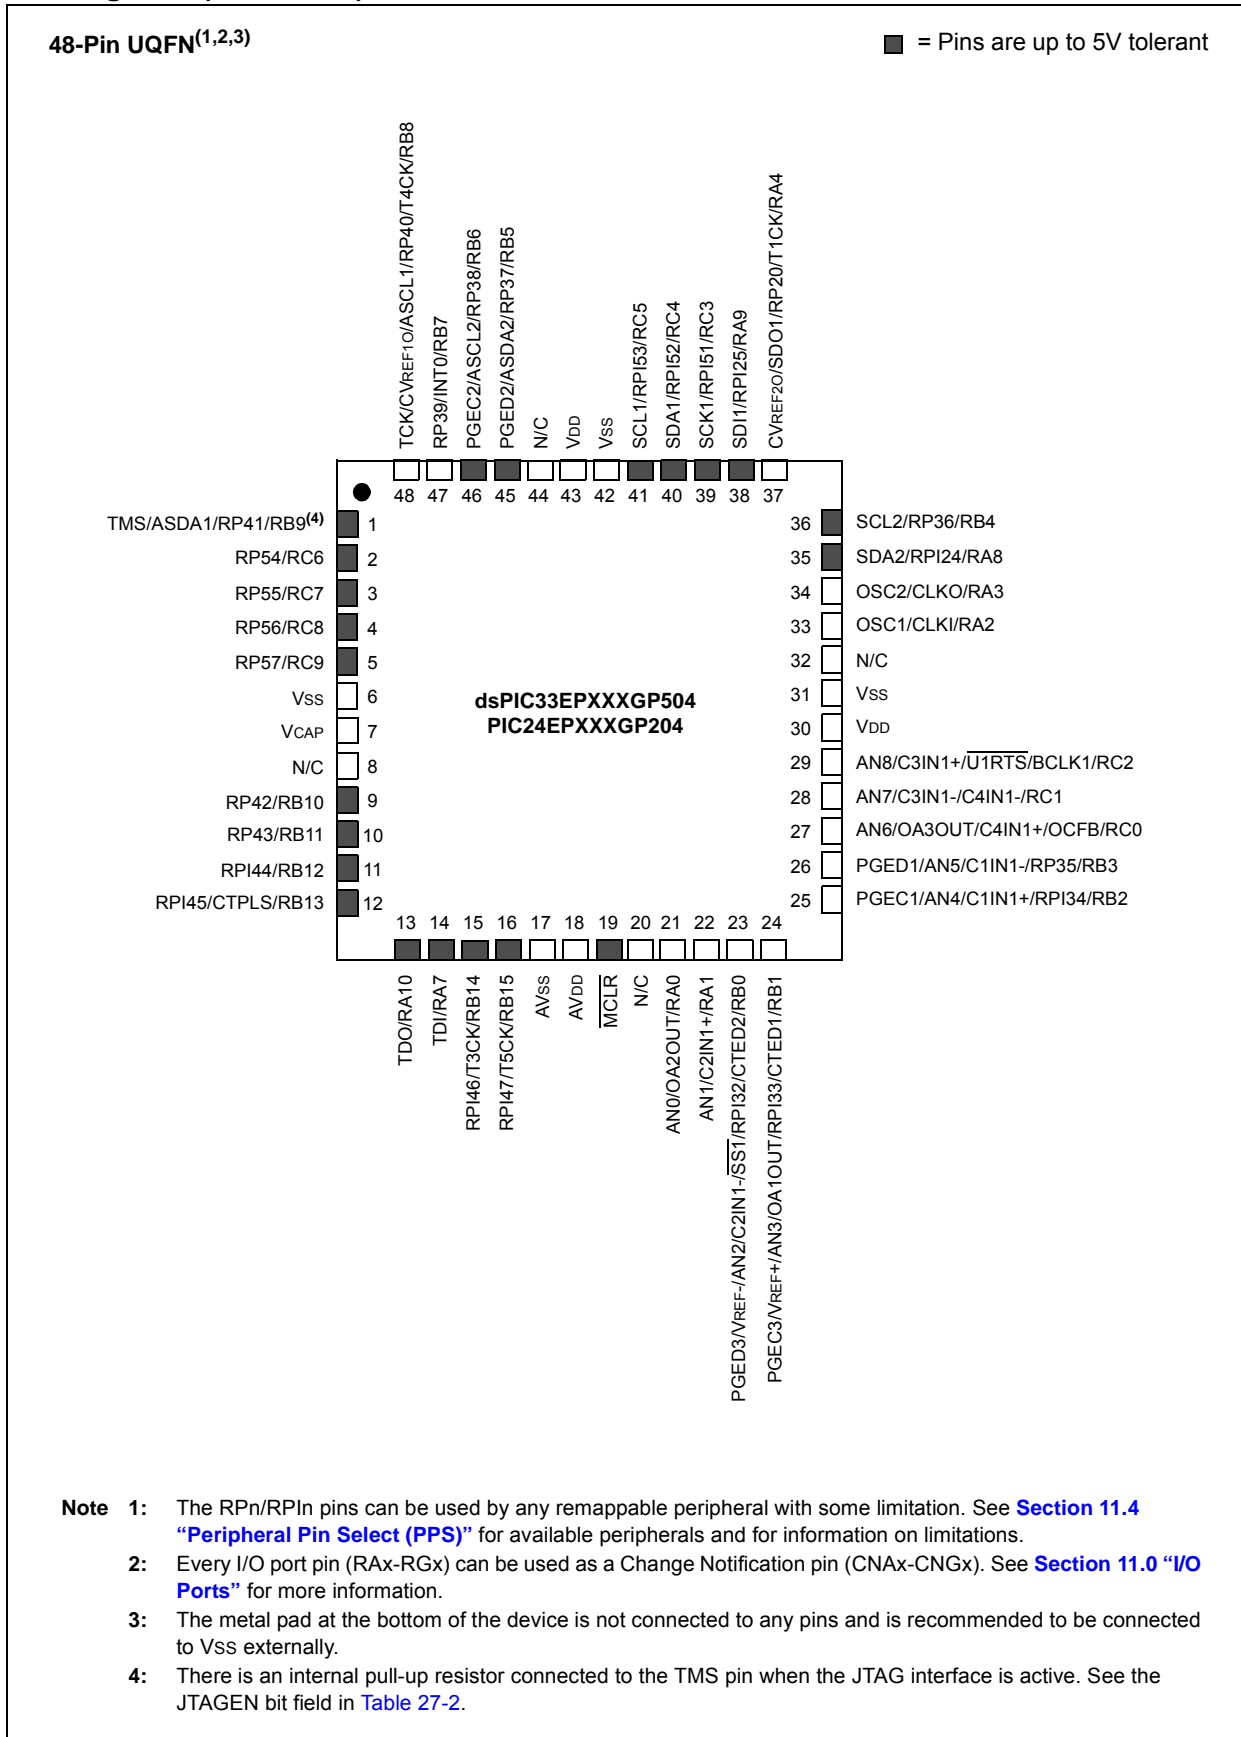 48-Pin UQFN(1,2,3)
= Pins are up to 5V tolerant
TCK/CVREF1O/ASCL1/RP40/T4CK/RB8
RP39/INT0/RB7
PGEC2/ASCL2/RP38/RB6
PGED2/ASDA2/RP37/RB5
N/C
VDD
VSS
SCL1/RPI53/RC5
SDA1/RPI52/RC4
SCK1/RPI51/RC3
SDI1/RPI25/RA9
CVREF2O/SDO1/RP20/T1CK/RA4
48 47 46 45 44 43 42 41 40 39 38 37
TMS/ASDA1/RP41/RB9(4) 1
RP54/RC6 2
RP55/RC7 3
RP56/RC8 4
RP57/RC9 5
VSS 6
VCAP 7
N/C 8
RP42/RB10 9
RP43/RB11 10
RPI44/RB12 11
RPI45/CTPLS/RB13 12
dsPIC33EPXXXGP504
PIC24EPXXXGP204
36 SCL2/RP36/RB4
35 SDA2/RPI24/RA8
34 OSC2/CLKO/RA3
33 OSC1/CLKI/RA2
32 N/C
31 VSS
30 VDD
29 AN8/C3IN1+/U1RTS/BCLK1/RC2
28 AN7/C3IN1-/C4IN1-/RC1
27 AN6/OA3OUT/C4IN1+/OCFB/RC0
26 PGED1/AN5/C1IN1-/RP35/RB3
25 PGEC1/AN4/C1IN1+/RPI34/RB2
13 14 15 16 17 18 19 20 21 22 23 24
TDO/RA10
TDI/RA7
RPI46/T3CK/RB14
RPI47/T5CK/RB15
AVSS
AVDD
MCLR
N/C
AN0/OA2OUT/RA0
AN1/C2IN1+/RA1
PGED3/VREF-/AN2/C2IN1-/SS1/RPI32/CTED2/RB0
PGEC3/VREF+/AN3/OA1OUT/RPI33/CTED1/RB1
Note 1: The RPn/RPIn pins can be used by any remappable peripheral with some limitation. See Section 11.4
“Peripheral Pin Select (PPS)” for available peripherals and for information on limitations.
2: Every I/O port pin (RAx-RGx) can be used as a Change Notification pin (CNAx-CNGx). See Section 11.0 “I/O
Ports” for more information.
3: The metal pad at the bottom of the device is not connected to any pins and is recommended to be connected
to VSS externally.
4: There is an internal pull-up resistor connected to the TMS pin when the JTAG interface is active. See the
JTAGEN bit field in Table 27-2.